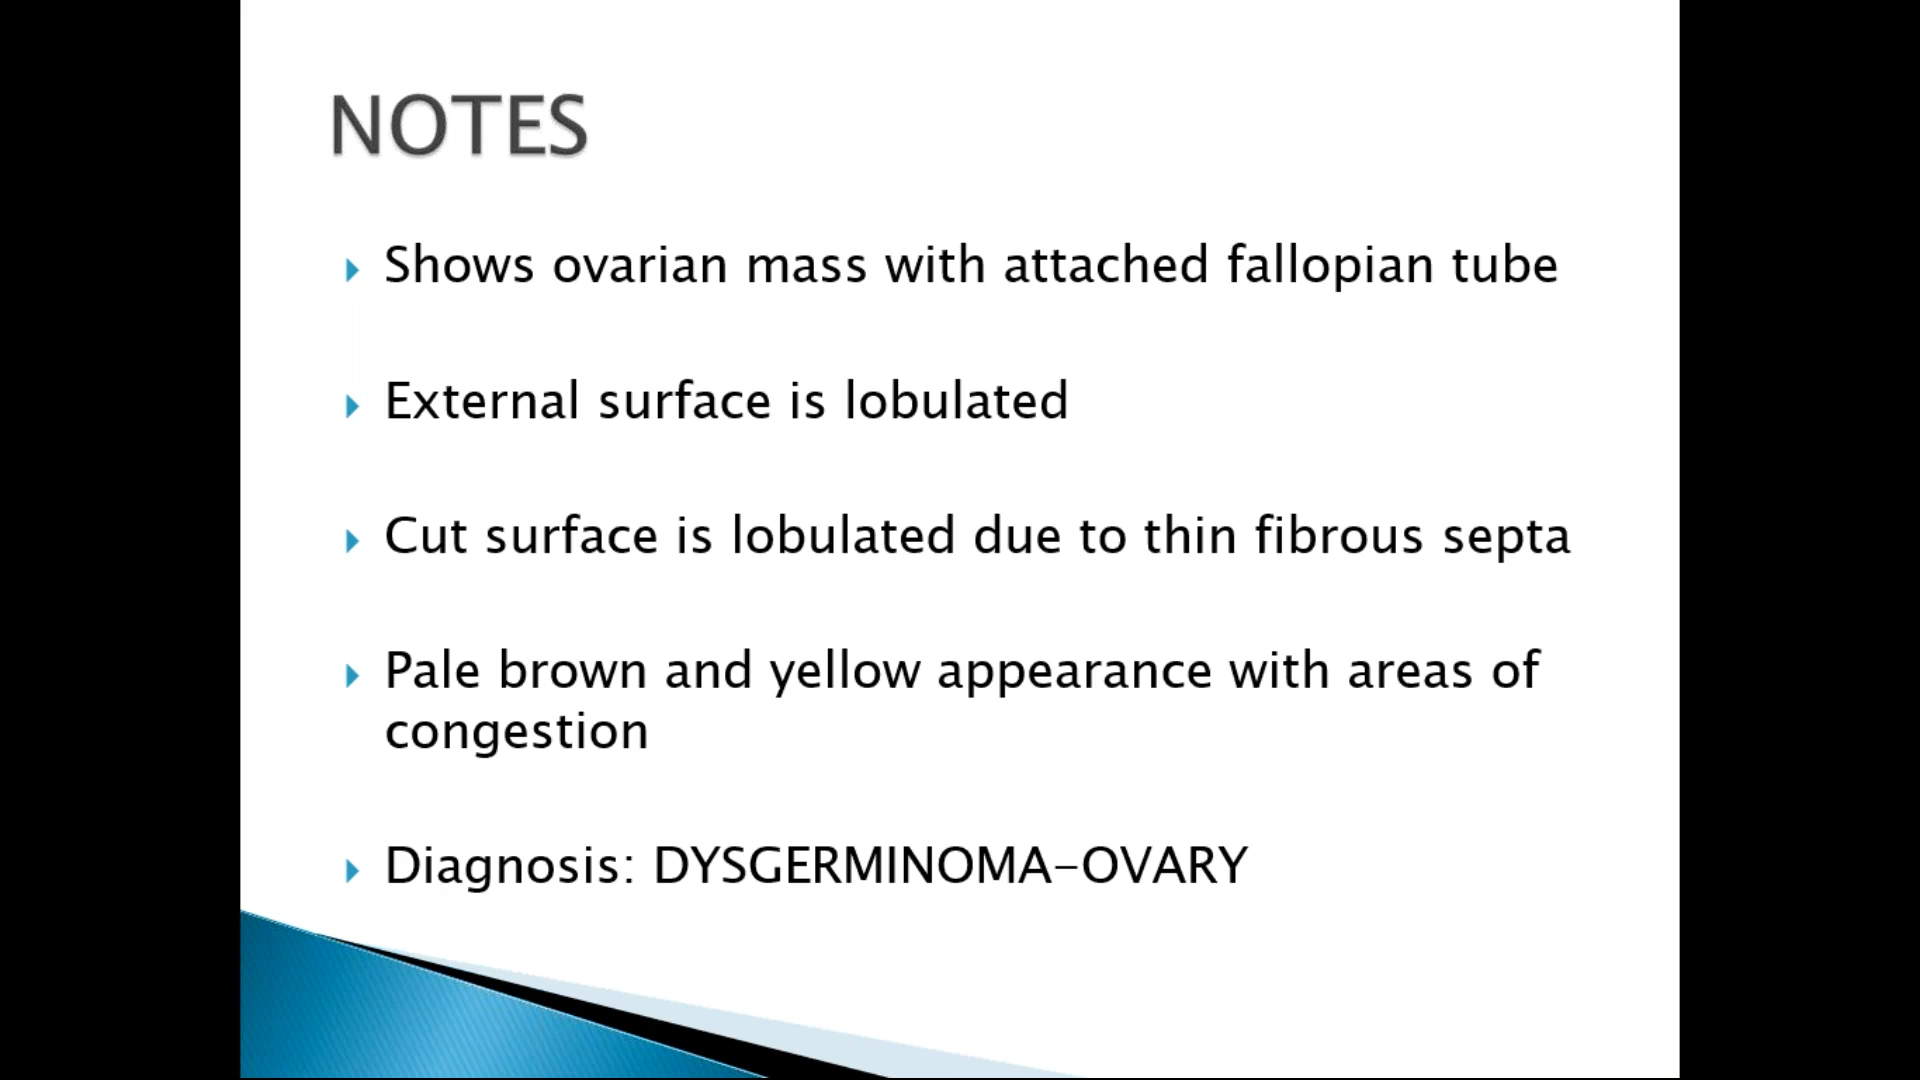 NOTES
Shows ovarian mass with attached fallopian tube
External surface is lobulated
Cut surface is lobulated due to thin fibrous septa
Pale brown and yellow appearance with areas of
congestion
Diagnosis: DYSGERMINOMA-OVARY